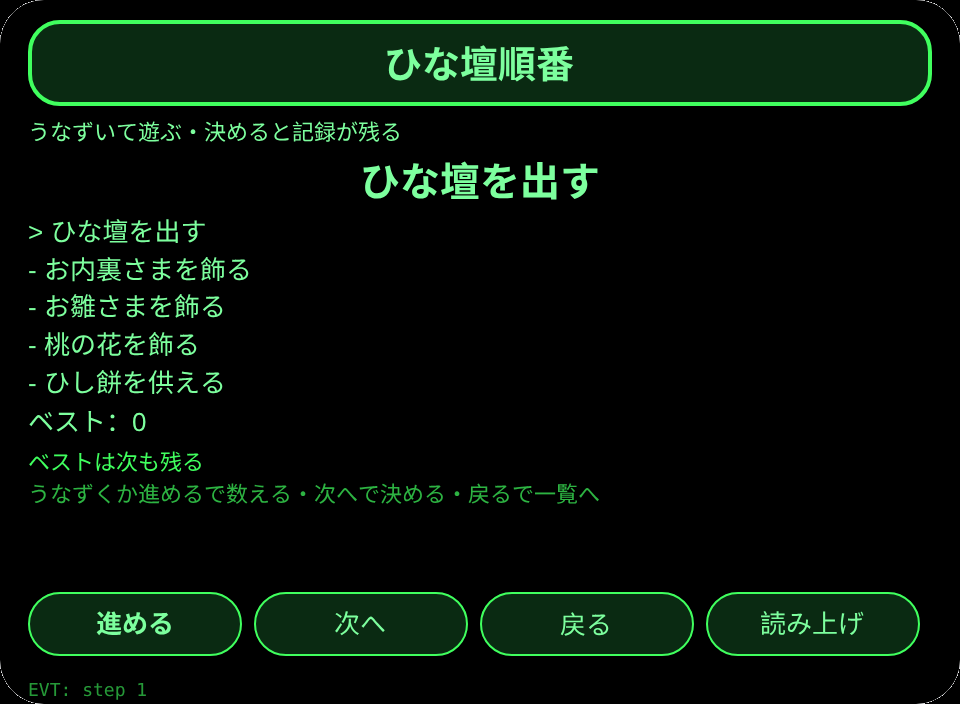 ひな壇順番
うなずいて遊ぶ・決めると記録が残る
ひな壇を出す
> ひな壇を出す
- お内裏さまを飾る
- お雛さまを飾る
- 桃の花を飾る
- ひし餅を供える
ベスト: 0
ベストは次も残る
うなずくか進めるで数える・次へで決める・戻るで一覧へ
進める 次へ 戻る 読み上げ
EVT: step 1